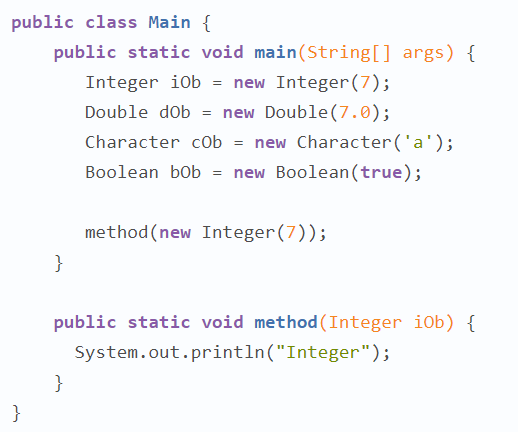 public class Main {
    public static void main(String[] args) {
       Integer iOb = new Integer(7);
       Double dOb = new Double(7.0);
       Character cOb = new Character('a');
       Boolean bOb = new Boolean(true);

       method(new Integer(7));
    }

    public static void method(Integer iOb) {
      System.out.println("Integer");
    }
}